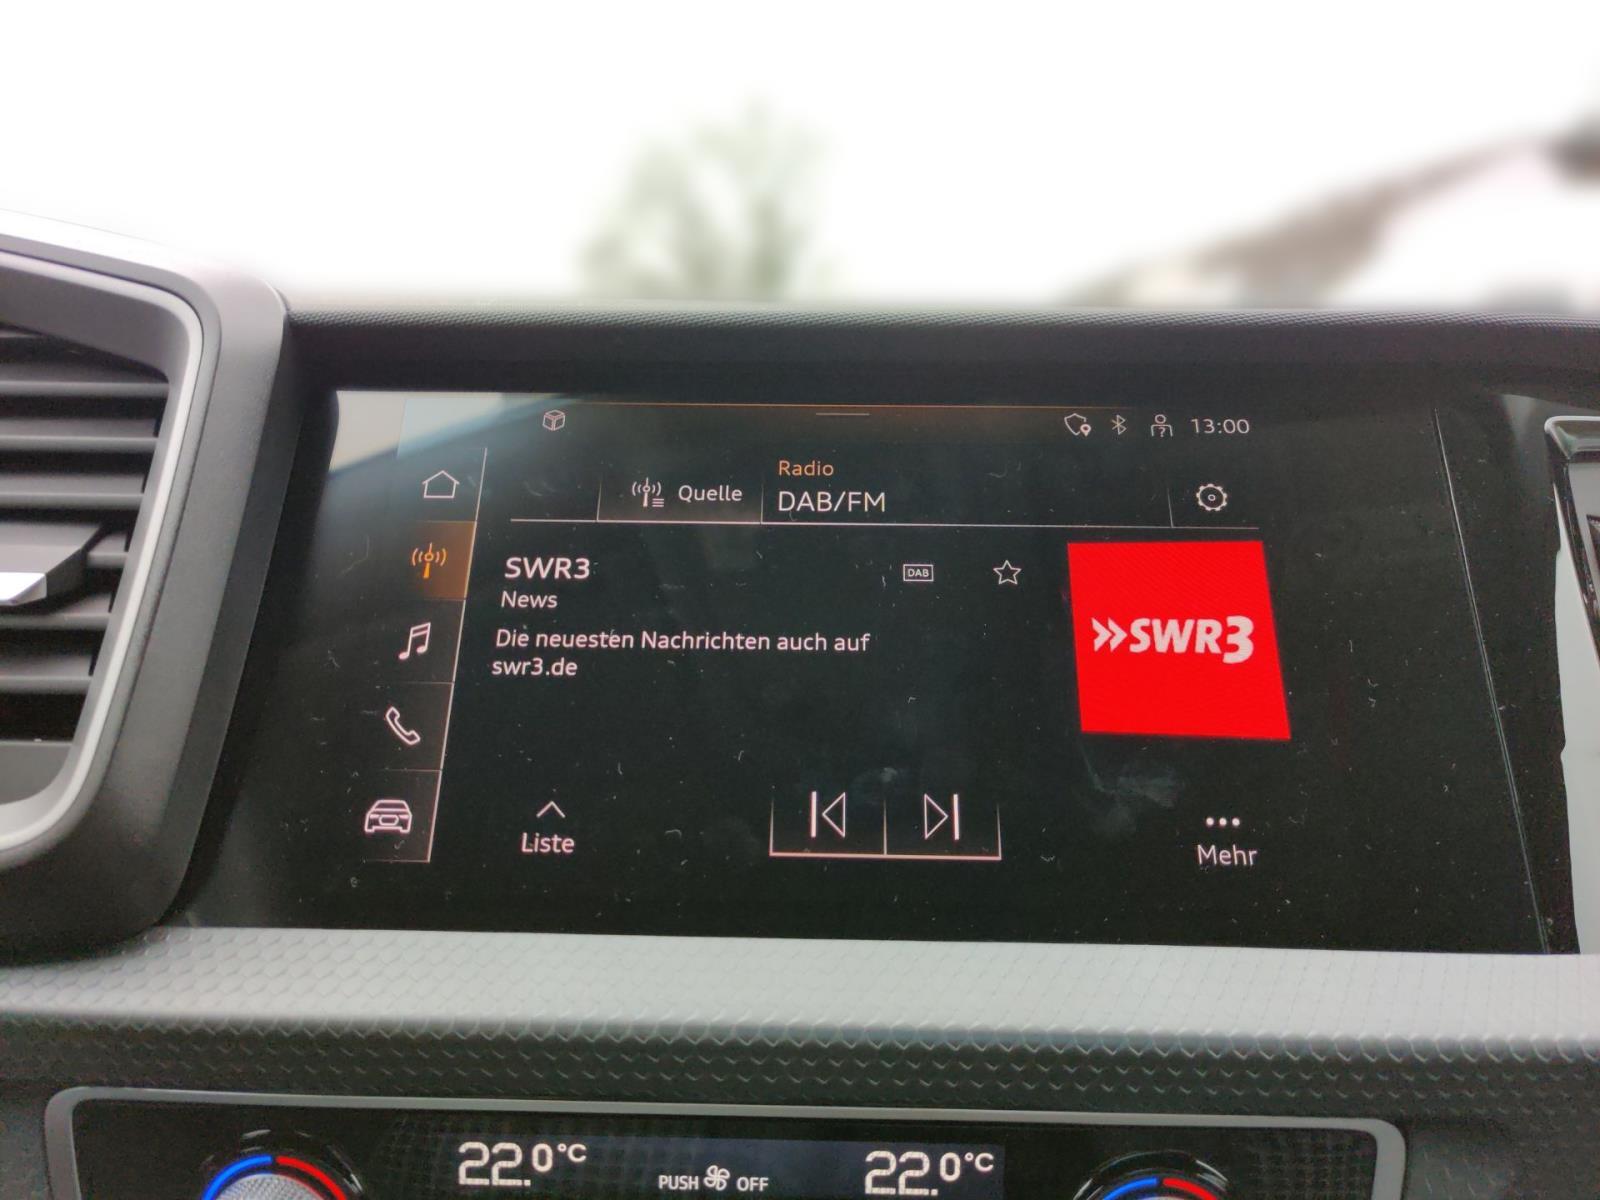 13:00
Radio
Quelle
DAB/FM
SWR3
DAB
News
Die neuesten Nachrichten auch auf
swr3.de
»SWR3
Liste
Mehr
22.0°C
PUSH OFF
22.0°C